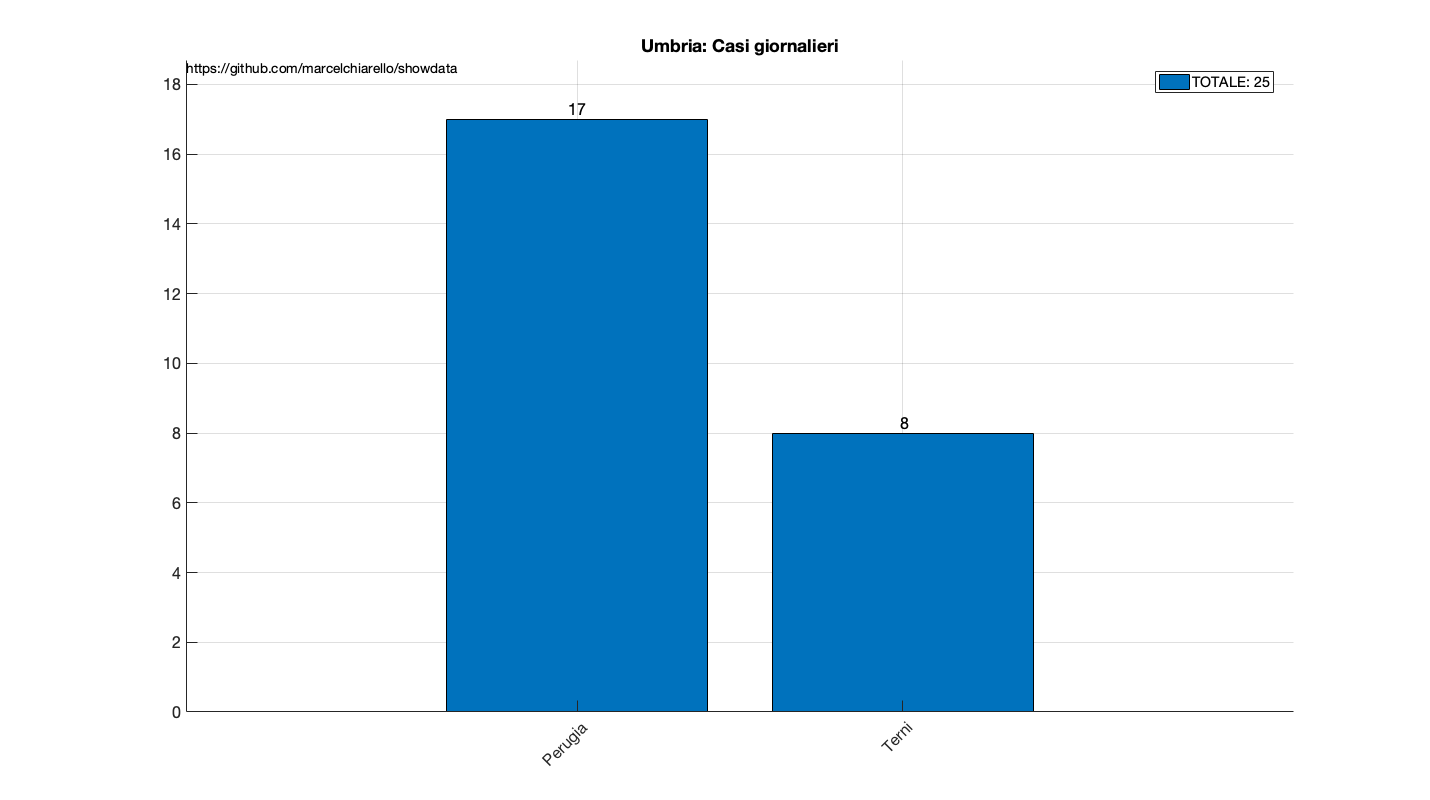 Umbria: Casi giornalieri
https://github.com/marcelchiarello/showdata
TOTALE: 25
18
16
14
12
10
8
6
4
2
0
17
8
Perugia
Terni